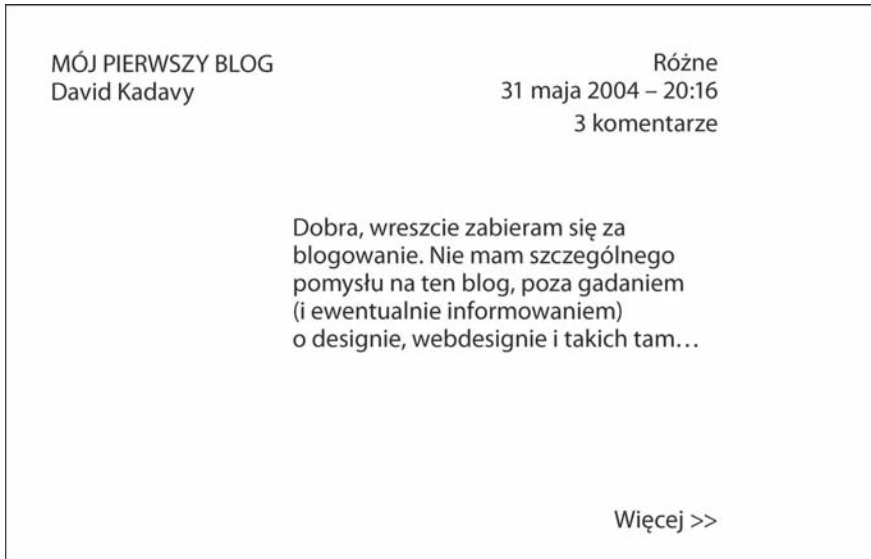 MÓJ PIERWSZY BLOG
David Kadavy
Różne
31 maja 2004 – 20:16
3 komentarze
Dobra, wreszcie zabieram się za
blogowanie. Nie mam szczególnego
pomysłu na ten blog, poza gadaniem
(i ewentualnie informowaniem)
o designie, webdesignie i takich tam…
Więcej >>